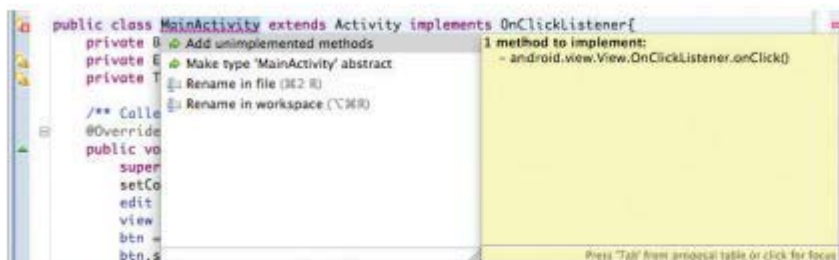 public class MainActivity extends Activity implements OnClickListener{
private B
Add unimplemented methods
1 method to implement:
private E
Make type 'MainActivity' abstract
- android.view.View.OnClickListener.onClick()
private T
Rename in file (⌘2 R)
Rename in workspace (⌥⌘R)
/** Calle
@Override
public vo
super
setCo
edit
view
btn =
btn.s
Press 'Tab' from proposal table or click for focus